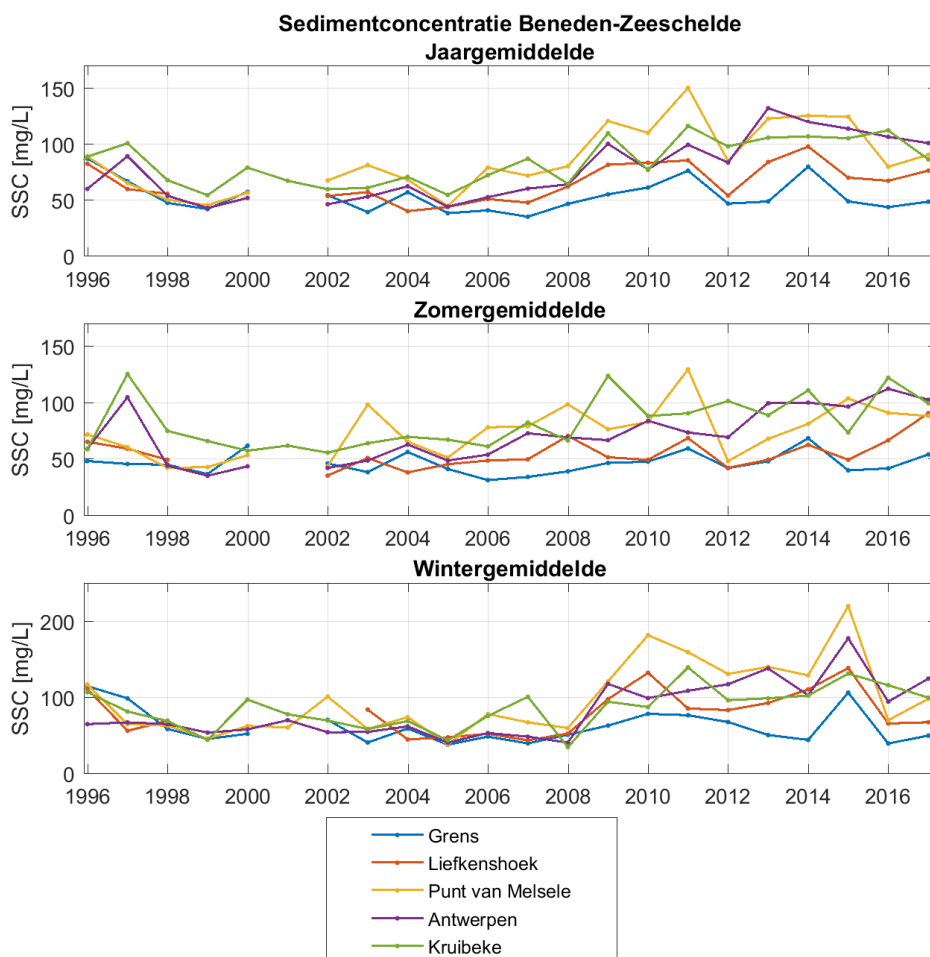 Sedimentconcentratie Beneden-Zeeschelde
Jaargemiddelde
SSC [mg/L]
150
100
50
0
1996 1998 2000 2002 2004 2006 2008 2010 2012 2014 2016
Zomergemiddelde
SSC [mg/L]
150
100
50
0
1996 1998 2000 2002 2004 2006 2008 2010 2012 2014 2016
Wintergemiddelde
SSC [mg/L]
200
100
0
1996 1998 2000 2002 2004 2006 2008 2010 2012 2014 2016
Grens
Liefkenshoek
Punt van Melsele
Antwerpen
Kruibeke